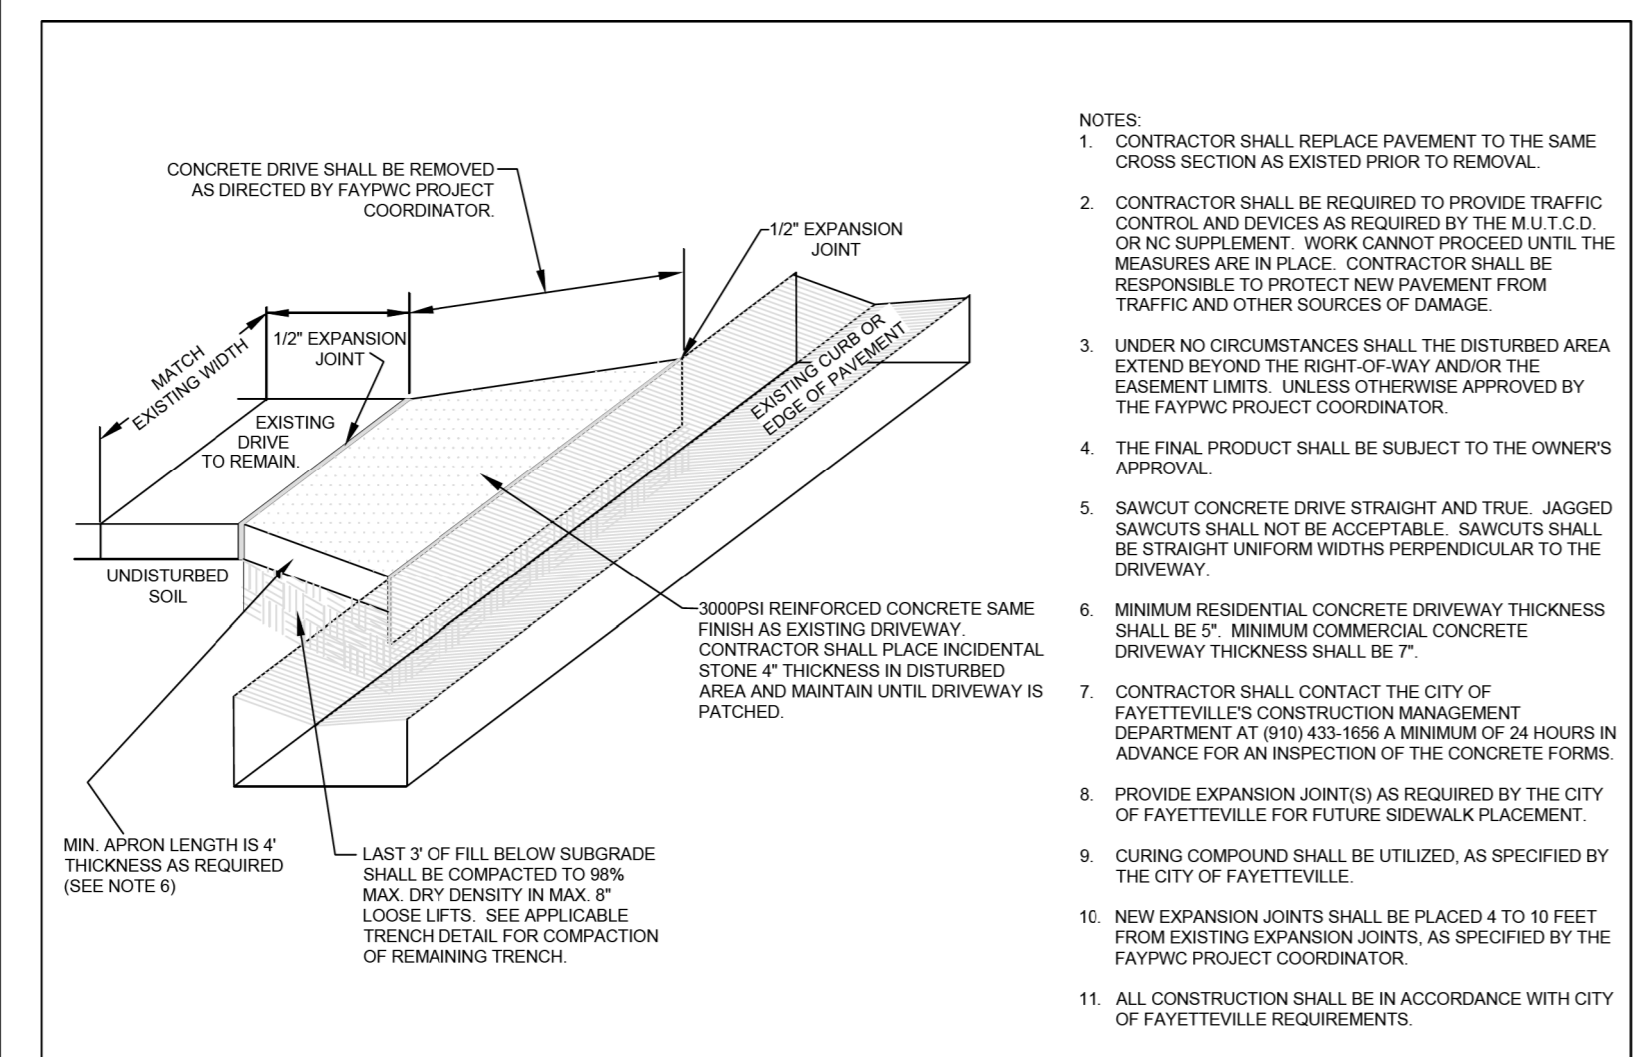 CONCRETE DRIVE SHALL BE REMOVED
AS DIRECTED BY FAYPWC PROJECT
COORDINATOR.
1/2" EXPANSION
JOINT
1/2" EXPANSION
JOINT
MATCH
EXISTING WIDTH
EXISTING
DRIVE
TO REMAIN.
EXISTING CURB OR
EDGE OF PAVEMENT
UNDISTURBED
SOIL
3000PSI REINFORCED CONCRETE SAME
FINISH AS EXISTING DRIVEWAY.
CONTRACTOR SHALL PLACE INCIDENTAL
STONE 4" THICKNESS IN DISTURBED
AREA AND MAINTAIN UNTIL DRIVEWAY IS
PATCHED.
MIN. APRON LENGTH IS 4'
THICKNESS AS REQUIRED
(SEE NOTE 6)
LAST 3' OF FILL BELOW SUBGRADE
SHALL BE COMPACTED TO 98%
MAX. DRY DENSITY IN MAX. 8"
LOOSE LIFTS. SEE APPLICABLE
TRENCH DETAIL FOR COMPACTION
OF REMAINING TRENCH.
NOTES:
1. CONTRACTOR SHALL REPLACE PAVEMENT TO THE SAME
CROSS SECTION AS EXISTED PRIOR TO REMOVAL.
2. CONTRACTOR SHALL BE REQUIRED TO PROVIDE TRAFFIC
CONTROL AND DEVICES AS REQUIRED BY THE M.U.T.C.D.
OR NC SUPPLEMENT. WORK CANNOT PROCEED UNTIL THE
MEASURES ARE IN PLACE. CONTRACTOR SHALL BE
RESPONSIBLE TO PROTECT NEW PAVEMENT FROM
TRAFFIC AND OTHER SOURCES OF DAMAGE.
3. UNDER NO CIRCUMSTANCES SHALL THE DISTURBED AREA
EXTEND BEYOND THE RIGHT-OF-WAY AND/OR THE
EASEMENT LIMITS. UNLESS OTHERWISE APPROVED BY
THE FAYPWC PROJECT COORDINATOR.
4. THE FINAL PRODUCT SHALL BE SUBJECT TO THE OWNER'S
APPROVAL.
5. SAWCUT CONCRETE DRIVE STRAIGHT AND TRUE. JAGGED
SAWCUTS SHALL NOT BE ACCEPTABLE. SAWCUTS SHALL
BE STRAIGHT UNIFORM WIDTHS PERPENDICULAR TO THE
DRIVEWAY.
6. MINIMUM RESIDENTIAL CONCRETE DRIVEWAY THICKNESS
SHALL BE 5". MINIMUM COMMERCIAL CONCRETE
DRIVEWAY THICKNESS SHALL BE 7".
7. CONTRACTOR SHALL CONTACT THE CITY OF
FAYETTEVILLE'S CONSTRUCTION MANAGEMENT
DEPARTMENT AT (910) 433-1656 A MINIMUM OF 24 HOURS IN
ADVANCE FOR AN INSPECTION OF THE CONCRETE FORMS.
8. PROVIDE EXPANSION JOINT(S) AS REQUIRED BY THE CITY
OF FAYETTEVILLE FOR FUTURE SIDEWALK PLACEMENT.
9. CURING COMPOUND SHALL BE UTILIZED, AS SPECIFIED BY
THE CITY OF FAYETTEVILLE.
10. NEW EXPANSION JOINTS SHALL BE PLACED 4 TO 10 FEET
FROM EXISTING EXPANSION JOINTS, AS SPECIFIED BY THE
FAYPWC PROJECT COORDINATOR.
11. ALL CONSTRUCTION SHALL BE IN ACCORDANCE WITH CITY
OF FAYETTEVILLE REQUIREMENTS.